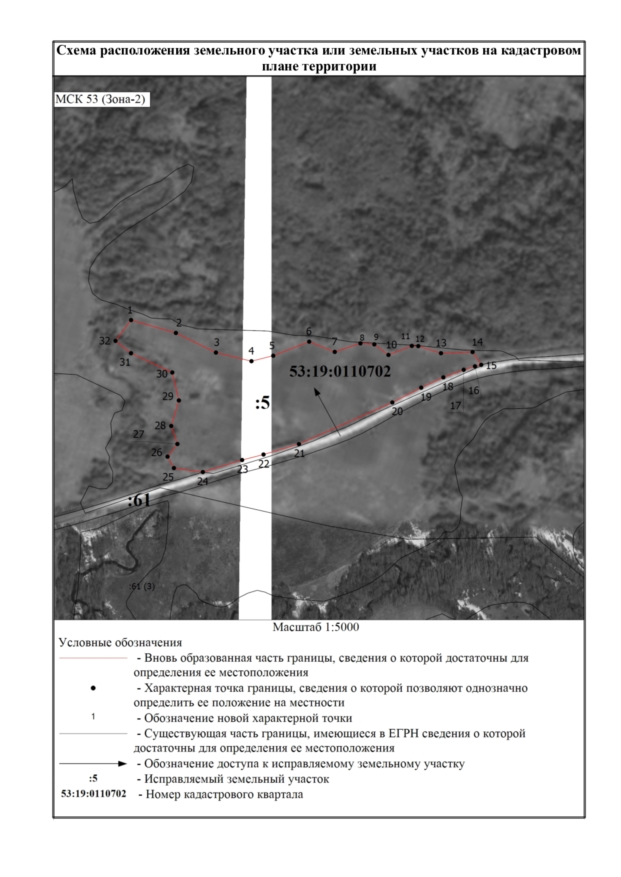 Схема расположения земельного участка или земельных участков на кадастровом
плане территории
МСК 53 (Зона-2)
1
2
3
4
5
6
7
8
9
10
11
12
13
14
15
16
17
18
19
20
21
22
23
24
25
26
27
28
29
30
31
32
53:19:0110702
:5
:61
:61 (3)
Масштаб 1:5000
Условные обозначения
- Вновь образованная часть границы, сведения о которой достаточны для
определения ее местоположения
- Характерная точка границы, сведения о которой позволяют однозначно
определить ее положение на местности
1 - Обозначение новой характерной точки
- Существующая часть границы, имеющиеся в ЕГРН сведения о которой
достаточны для определения ее местоположения
- Обозначение доступа к исправляемому земельному участку
:5 - Исправляемый земельный участок
53:19:0110702 - Номер кадастрового квартала